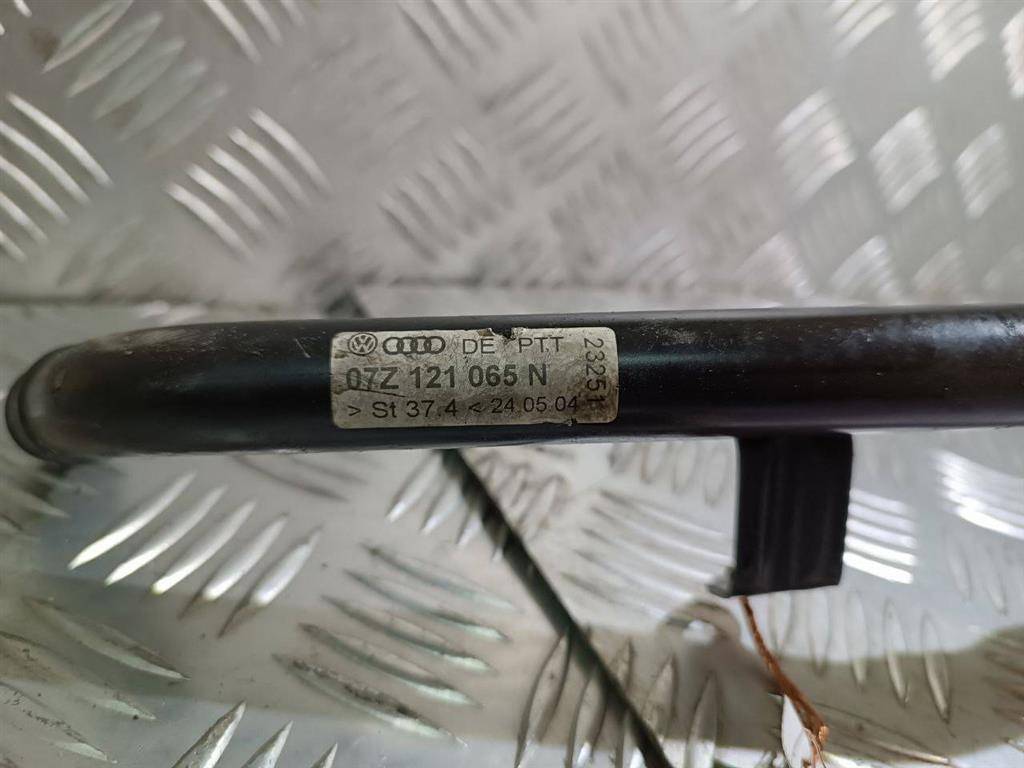 DE PTT
07Z 121 065 N
> St 37.4 < 24.05.04
23251